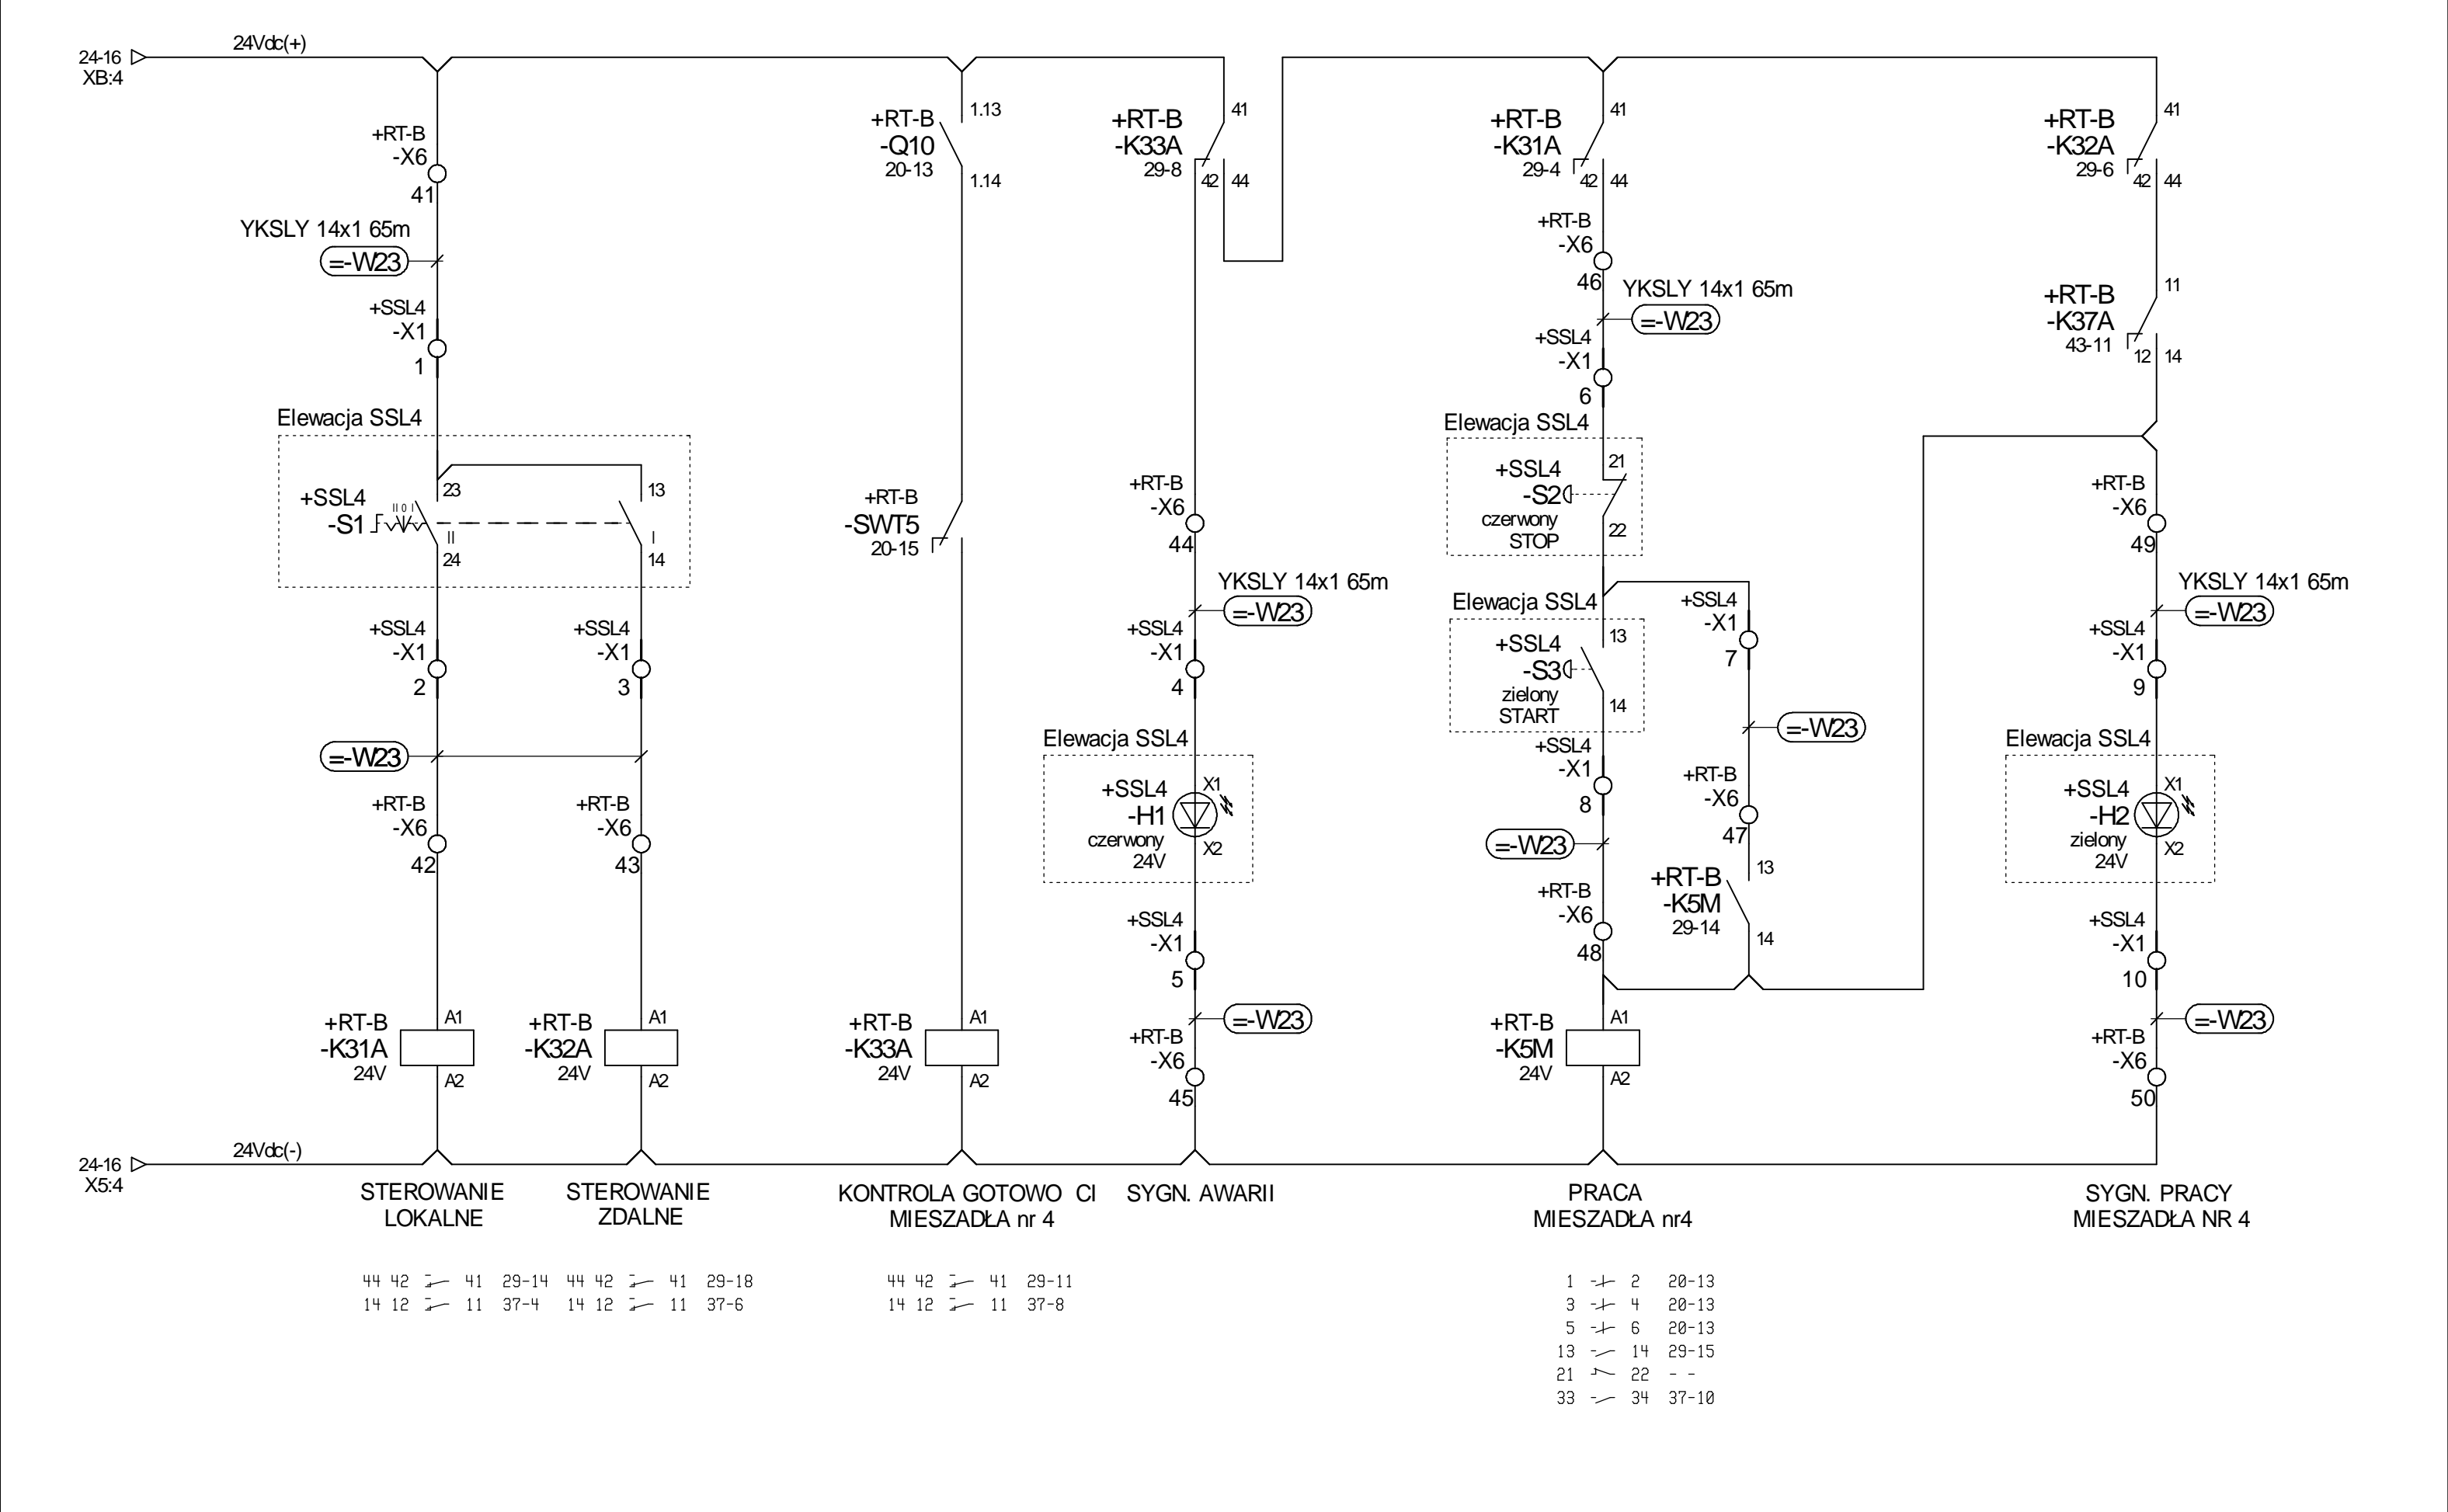 24Vdc(+)
24-16
XB:4
+RT-B
-X6
41
YKSLY 14x1 65m
=-W23
+SSL4
-X1
1
Elewacja SSL4
+SSL4
-S1
II 0 I
23
II
24
13
I
14
+SSL4
-X1
2
+SSL4
-X1
3
=-W23
+RT-B
-X6
42
+RT-B
-X6
43
+RT-B
-K31A
24V
A1
A2
+RT-B
-K32A
24V
A1
A2
+RT-B
-Q10
20-13
1.13
1.14
+RT-B
-SWT5
20-15
+RT-B
-K33A
24V
A1
A2
+RT-B
-K33A
29-8
41
42
44
+RT-B
-X6
44
YKSLY 14x1 65m
=-W23
+SSL4
-X1
4
Elewacja SSL4
+SSL4
-H1
czerwony
24V
X1
X2
+SSL4
-X1
5
=-W23
+RT-B
-X6
45
+RT-B
-K31A
29-4
41
42
44
+RT-B
-X6
46
YKSLY 14x1 65m
=-W23
+SSL4
-X1
6
Elewacja SSL4
+SSL4
-S2
czerwony
STOP
21
22
Elewacja SSL4
+SSL4
-S3
zielony
START
13
14
+SSL4
-X1
7
=-W23
+RT-B
-X6
47
+RT-B
-K5M
29-14
13
14
+SSL4
-X1
8
=-W23
+RT-B
-X6
48
+RT-B
-K5M
24V
A1
A2
+RT-B
-K32A
29-6
41
42
44
+RT-B
-K37A
43-11
11
12
14
+RT-B
-X6
49
YKSLY 14x1 65m
=-W23
+SSL4
-X1
9
Elewacja SSL4
+SSL4
-H2
zielony
24V
X1
X2
+SSL4
-X1
10
=-W23
+RT-B
-X6
50
24Vdc(-)
24-16
X5:4
STEROWANIE
LOKALNE
STEROWANIE
ZDALNE
KONTROLA GOTOWO CI
MIESZADŁA nr 4
SYGN. AWARII
PRACA
MIESZADŁA nr4
SYGN. PRACY
MIESZADŁA NR 4
44 42 41 29-14
14 12 11 37-4
44 42 41 29-18
14 12 11 37-6
44 42 41 29-11
14 12 11 37-8
1 2 20-13
3 4 20-13
5 6 20-13
13 14 29-15
21 22 - -
33 34 37-10